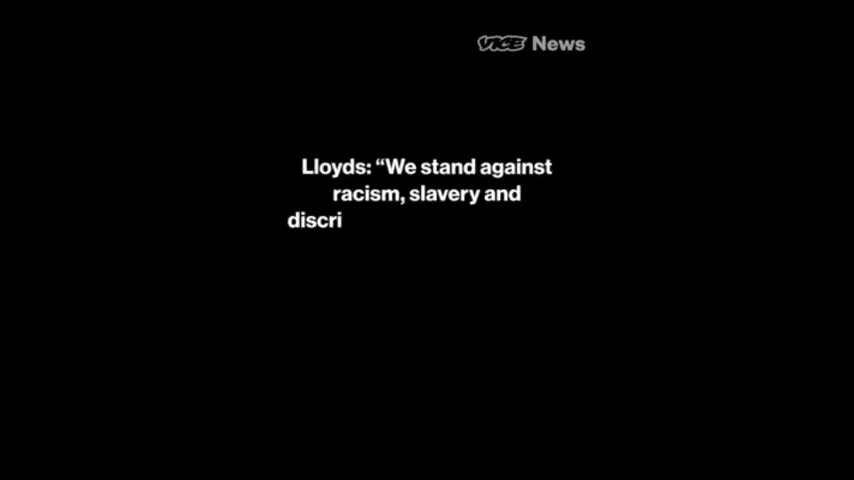 VICE News
Lloyds: “We stand against
racism, slavery and
discri